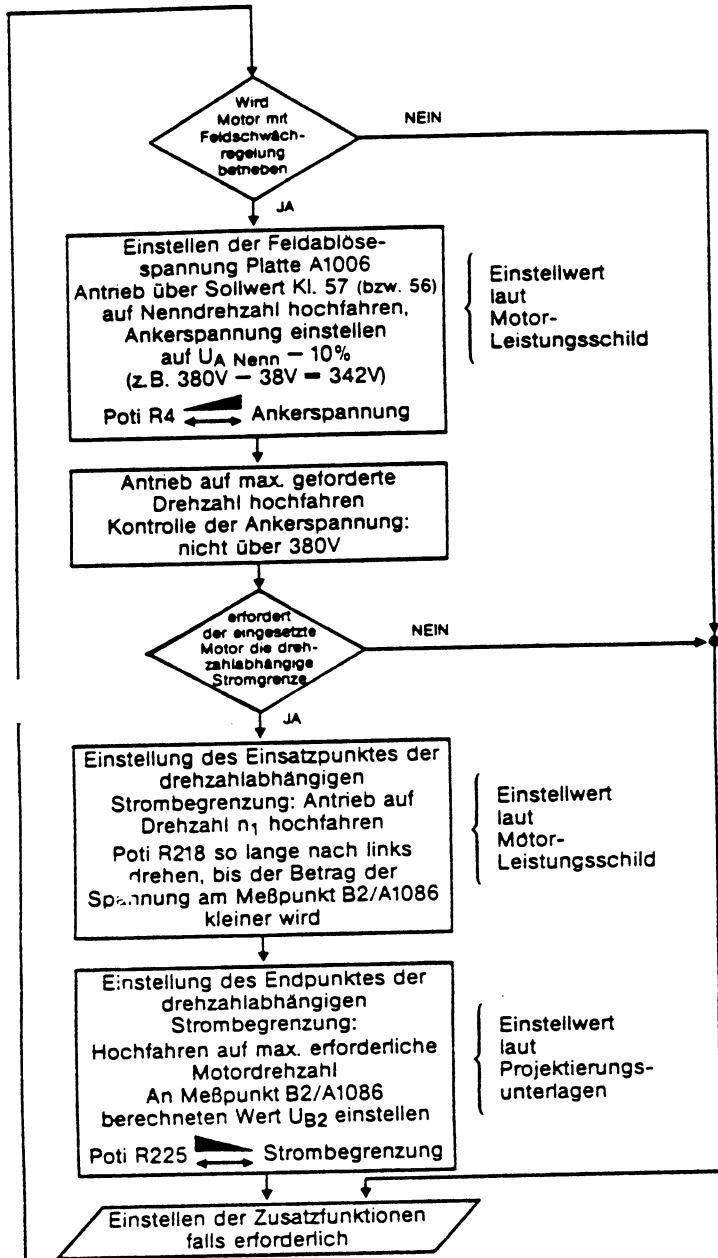 Wird
Motor mit
Feldschwäch-
regelung
betrieben
NEIN
JA
Einstellen der Feldablöse-
spannung Platte A1006
Antrieb über Sollwert Kl. 57 (bzw. 56)
auf Nenndrehzahl hochfahren,
Ankerspannung einstellen
auf UA Nenn – 10%
(z.B. 380V – 38V = 342V)
Poti R4 Ankerspannung
Einstellwert
laut
Motor-
Leistungsschild
Antrieb auf max. geforderte
Drehzahl hochfahren
Kontrolle der Ankerspannung:
nicht über 380V
erfordert
der eingesetzte
Motor die dreh-
zahlabhängige
Stromgrenze
NEIN
JA
Einstellung des Einsatzpunktes der
drehzahlabhängigen
Strombegrenzung: Antrieb auf
Drehzahl n1 hochfahren
Poti R218 so lange nach links
drehen, bis der Betrag der
Spannung am Meßpunkt B2/A1086
kleiner wird
Einstellwert
laut
Motor-
Leistungsschild
Einstellung des Endpunktes der
drehzahlabhängigen
Strombegrenzung:
Hochfahren auf max. erforderliche
Motordrehzahl
An Meßpunkt B2/A1086
berechneten Wert UB2 einstellen
Poti R225 Strombegrenzung
Einstellwert
laut
Projektierungs-
unterlagen
Einstellen der Zusatzfunktionen
falls erforderlich